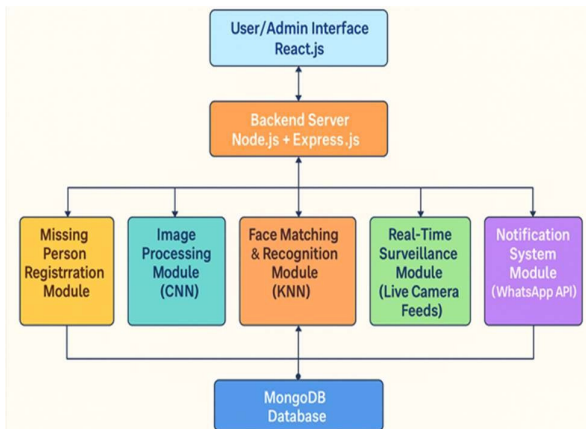 User/Admin Interface
React.js
Backend Server
Node.js + Express.js
Missing
Person
Registrration
Module
Image
Processing
Module
(CNN)
Face Matching
& Recognition
Module
(KNN)
Real-Time
Surveillance
Module
(Live Camera
Feeds)
Notification
System
Module
(WhatsApp API)
MongoDB
Database